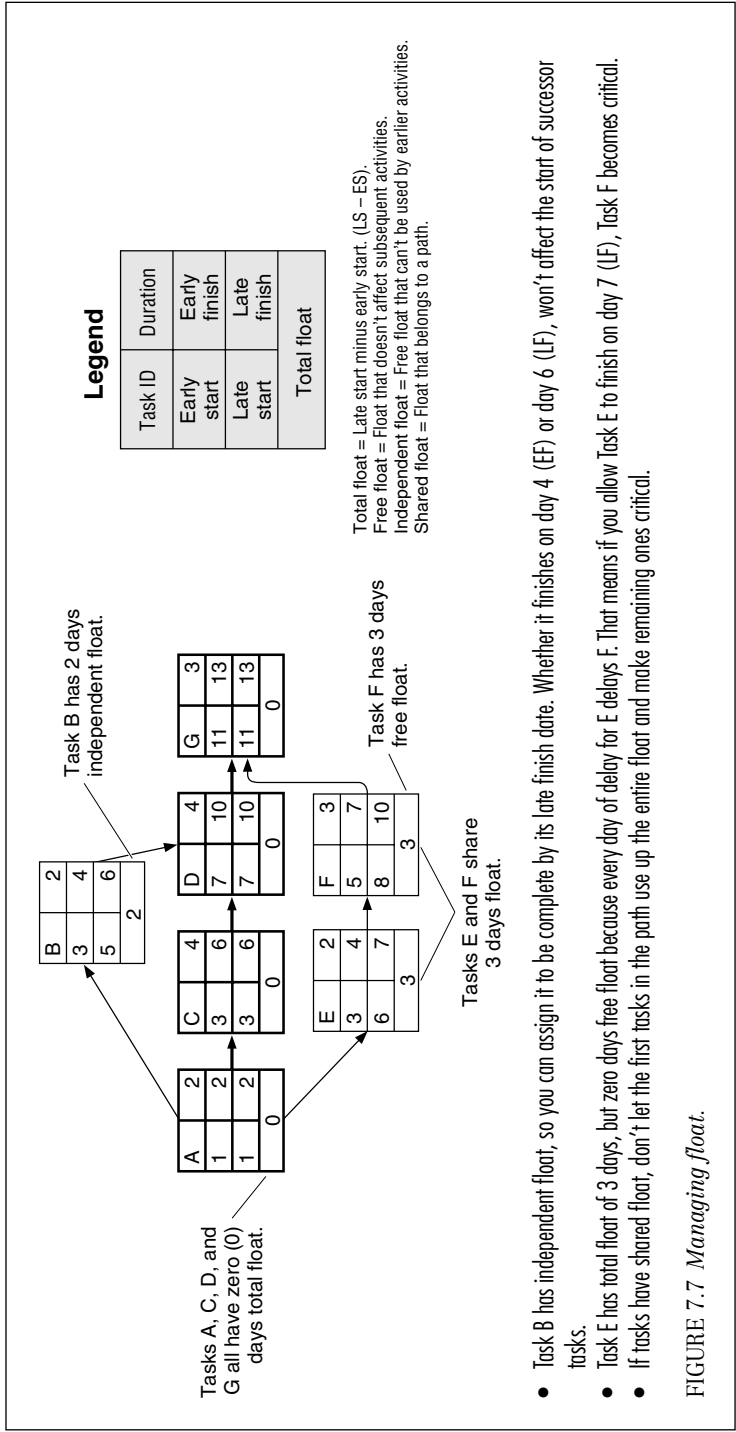 Legend
Task ID Duration
Early start Early finish
Late start Late finish
Total float
Total float = Late start minus early start. (LS – ES).
Free float = Float that doesn't affect subsequent activities.
Independent float = Free float that can't be used by earlier activities.
Shared float = Float that belongs to a path.
Task B has 2 days
independent float.
B 2
3 4
5 6
2
Tasks A, C, D, and
G all have zero (0)
days total float.
A 2
1 2
1 2
0
C 4
3 6
3 6
0
D 4
7 10
7 10
0
G 3
11 13
11 13
0
E 2
3 4
6 7
3
F 3
5 7
8 10
3
Task F has 3 days
free float.
Tasks E and F share
3 days float.
• Task B has independent float, so you can assign it to be complete by its late finish date. Whether it finishes on day 4 (EF) or day 6 (LF), won't affect the start of successor
tasks.
• Task E has total float of 3 days, but zero days free float because every day of delay for E delays F. That means if you allow Task E to finish on day 7 (LF), Task F becomes critical.
• If tasks have shared float, don't let the first tasks in the path use up the entire float and make remaining ones critical.
FIGURE 7.7 Managing float.